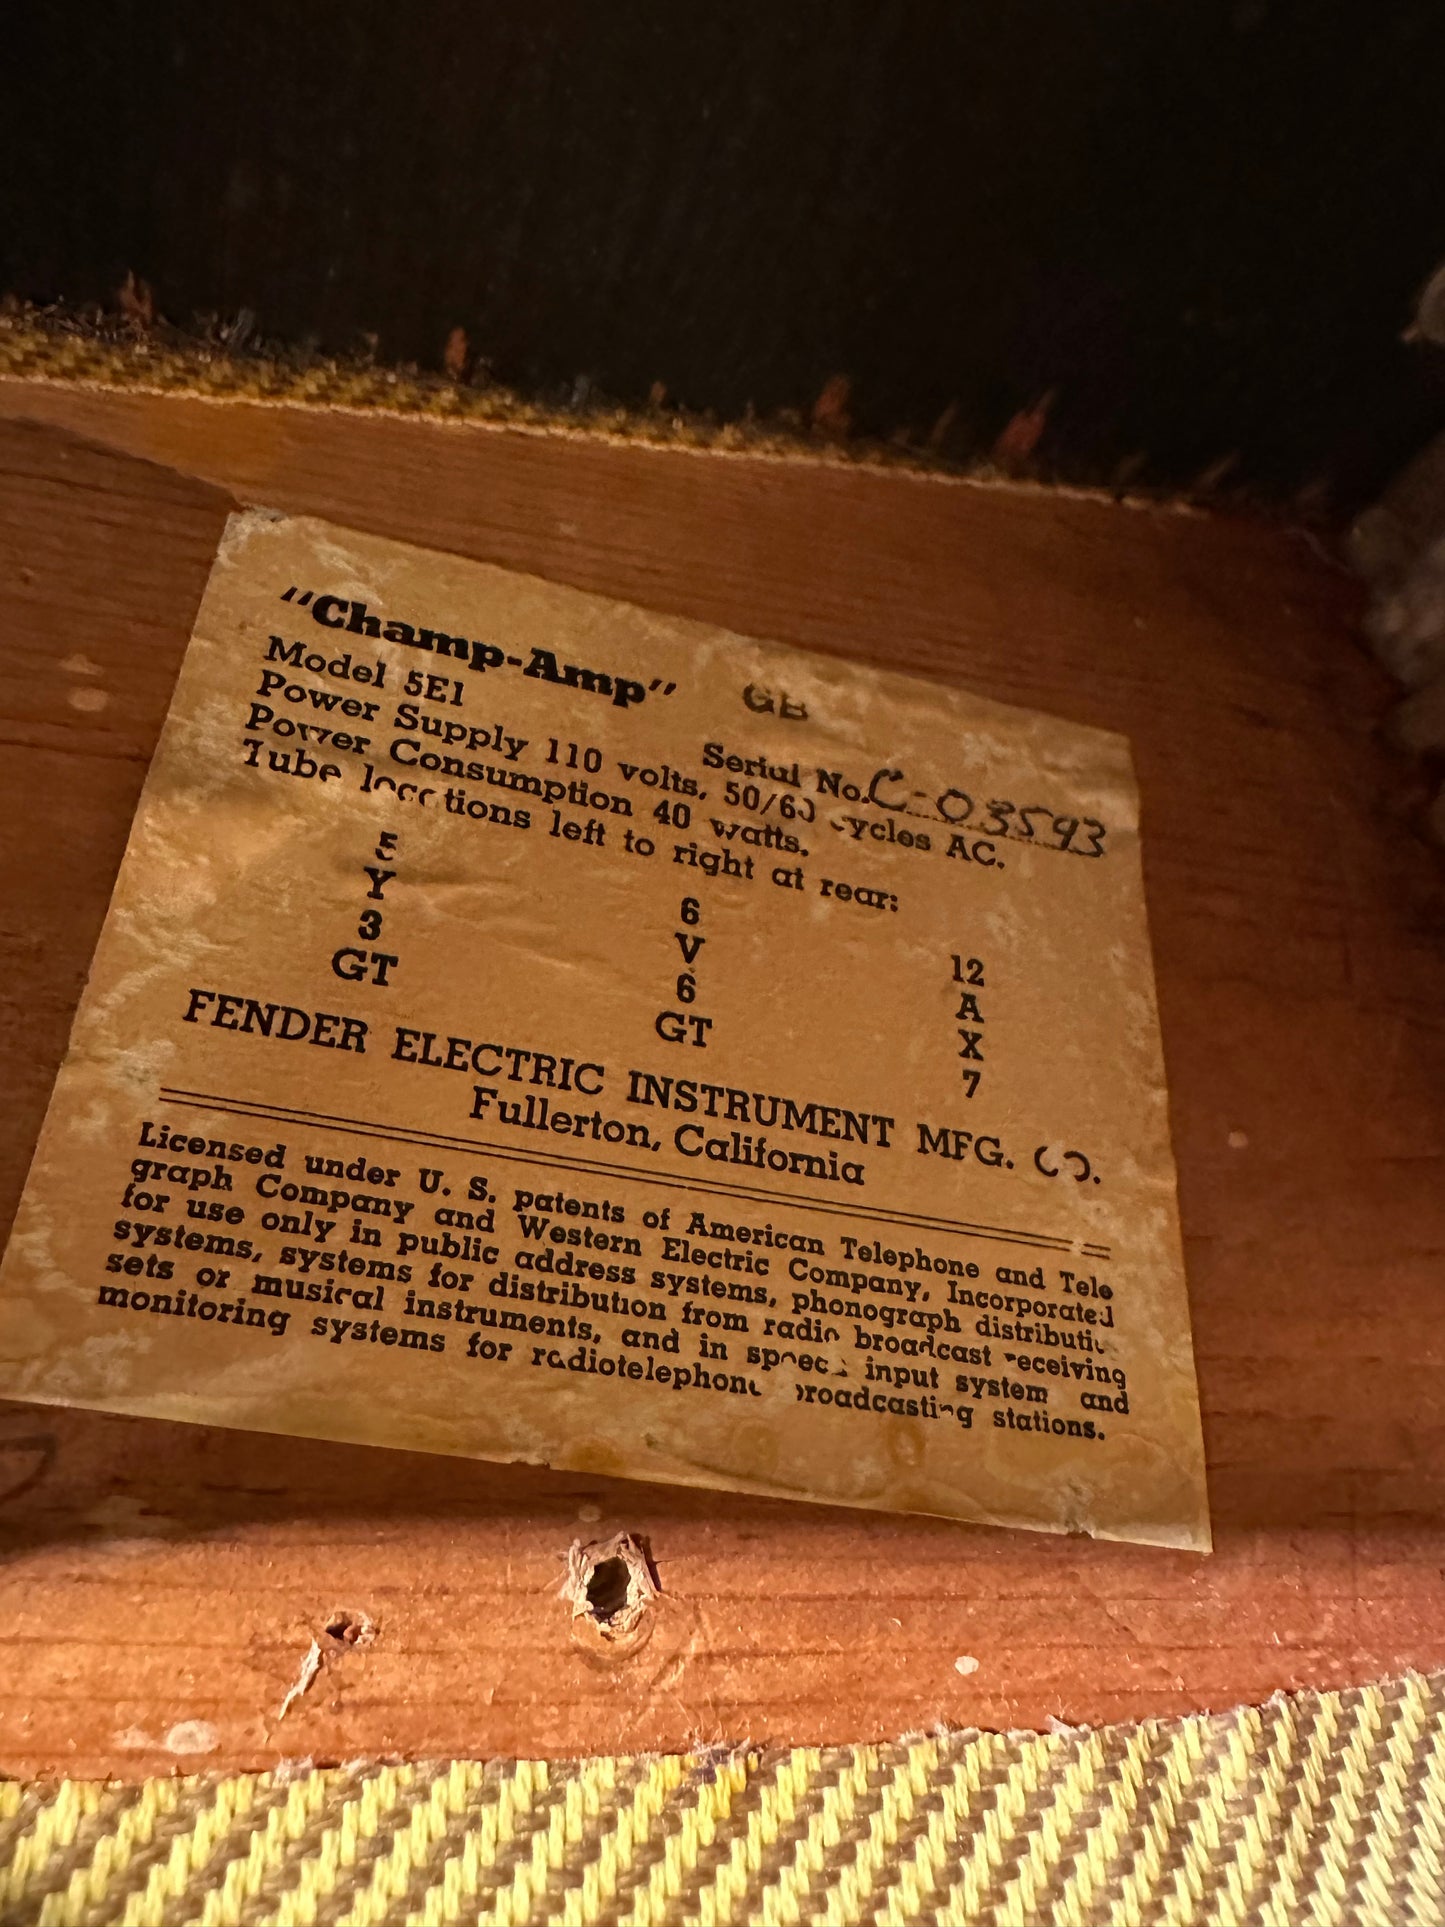 "Champ-Amp" GB
Model 5E1 Serial No. C-03593
Power Supply 110 volts, 50/60 cycles AC.
Power Consumption 40 watts.
Tube locations left to right at rear:
5 6 12
Y V A
3 6 X
GT GT 7
FENDER ELECTRIC INSTRUMENT MFG. CO.
Fullerton, California
Licensed under U. S. patents of American Telephone and Tele
graph Company and Western Electric Company, Incorporated
for use only in public address systems, phonograph distributi
systems, systems for distribution from radio broadcast receiving
sets or musical instruments, and in speech input system and
monitoring systems for radiotelephone broadcasting stations.